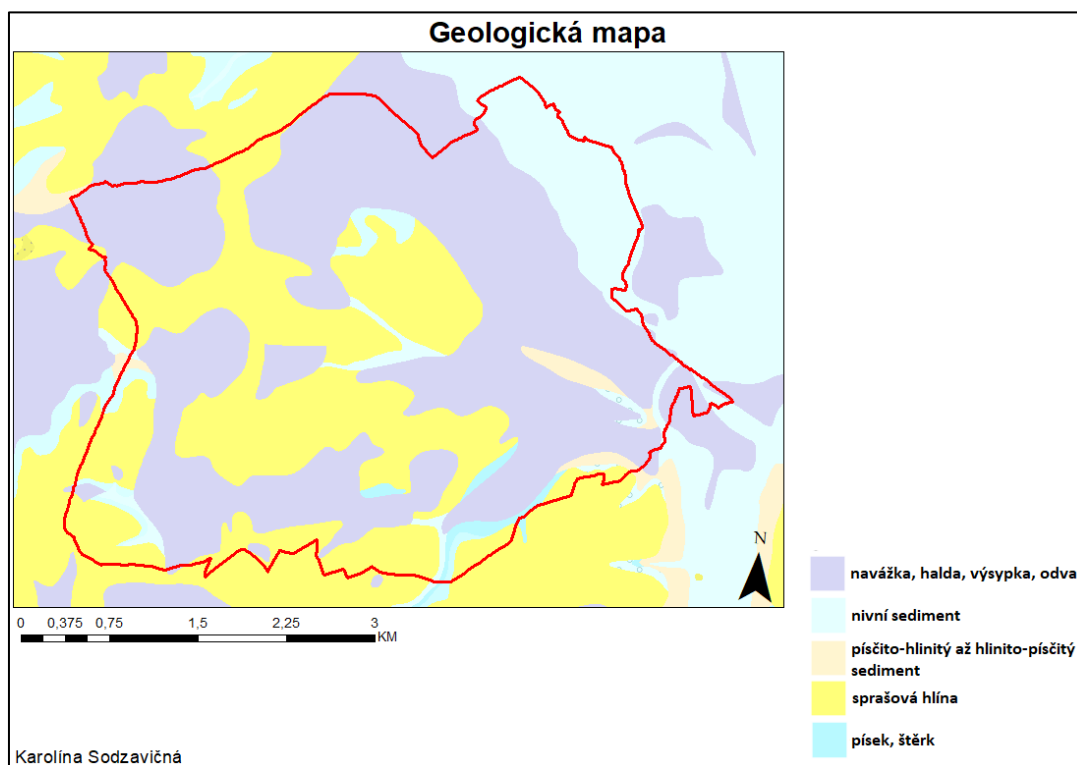 Geologická mapa
N
0 0,375 0,75 1,5 2,25 3
KM
navážka, halda, výsypka, odva
nivní sediment
písčito-hlinitý až hlinito-písčitý
sediment
sprašová hlína
písek, štěrk
Karolína Sodzavičná